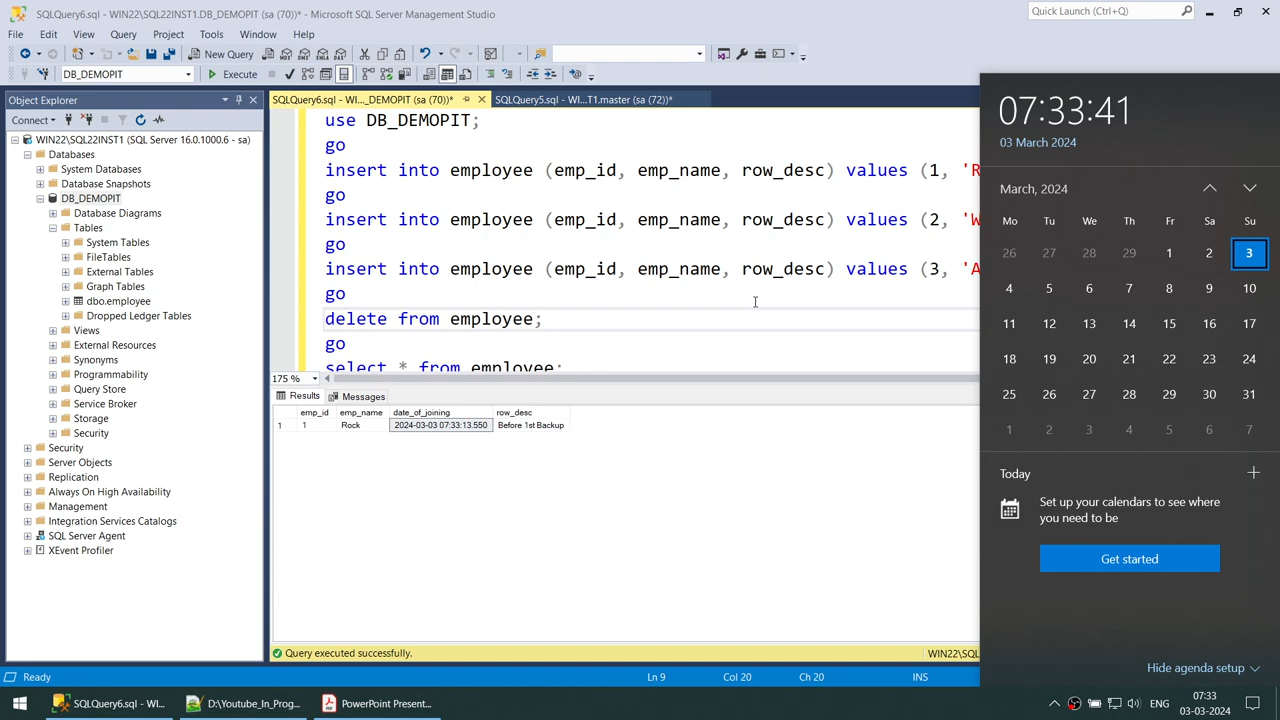 SQLQuery6.sql - WIN22\SQL22INST1.DB_DEMOPIT (sa (70))* - Microsoft SQL Server Management Studio
Quick Launch (Ctrl+Q)
File Edit View Query Project Tools Window Help
New Query
DB_DEMOPIT
Execute
Object Explorer
SQLQuery6.sql - WI..._DEMOPIT (sa (70))*
SQLQuery5.sql - WI...T1.master (sa (72))*
Connect
WIN22\SQL22INST1 (SQL Server 16.0.1000.6 - sa)
Databases
System Databases
Database Snapshots
DB_DEMOPIT
Database Diagrams
Tables
System Tables
FileTables
External Tables
Graph Tables
dbo.employee
Dropped Ledger Tables
Views
External Resources
Synonyms
Programmability
Query Store
Service Broker
Storage
Security
Security
Server Objects
Replication
Always On High Availability
Management
Integration Services Catalogs
SQL Server Agent
XEvent Profiler
use DB_DEMOPIT;
go
insert into employee (emp_id, emp_name, row_desc) values (1, 'R
go
insert into employee (emp_id, emp_name, row_desc) values (2, 'W
go
insert into employee (emp_id, emp_name, row_desc) values (3, 'A
go
delete from employee;
go
select * from employee;
175 %
Results Messages
emp_id emp_name date_of_joining row_desc
1 1 Rock 2024-03-03 07:33:13.550 Before 1st Backup
Query executed successfully.
WIN22\SQL
Ready
Ln 9 Col 20 Ch 20 INS
07:33:41
03 March 2024
March, 2024
Mo Tu We Th Fr Sa Su
26 27 28 29 1 2 3
4 5 6 7 8 9 10
11 12 13 14 15 16 17
18 19 20 21 22 23 24
25 26 27 28 29 30 31
1 2 3 4 5 6 7
Today
Set up your calendars to see where
you need to be
Get started
Hide agenda setup
SQLQuery6.sql - WI...
D:\Youtube_In_Prog...
PowerPoint Present...
ENG
07:33
03-03-2024